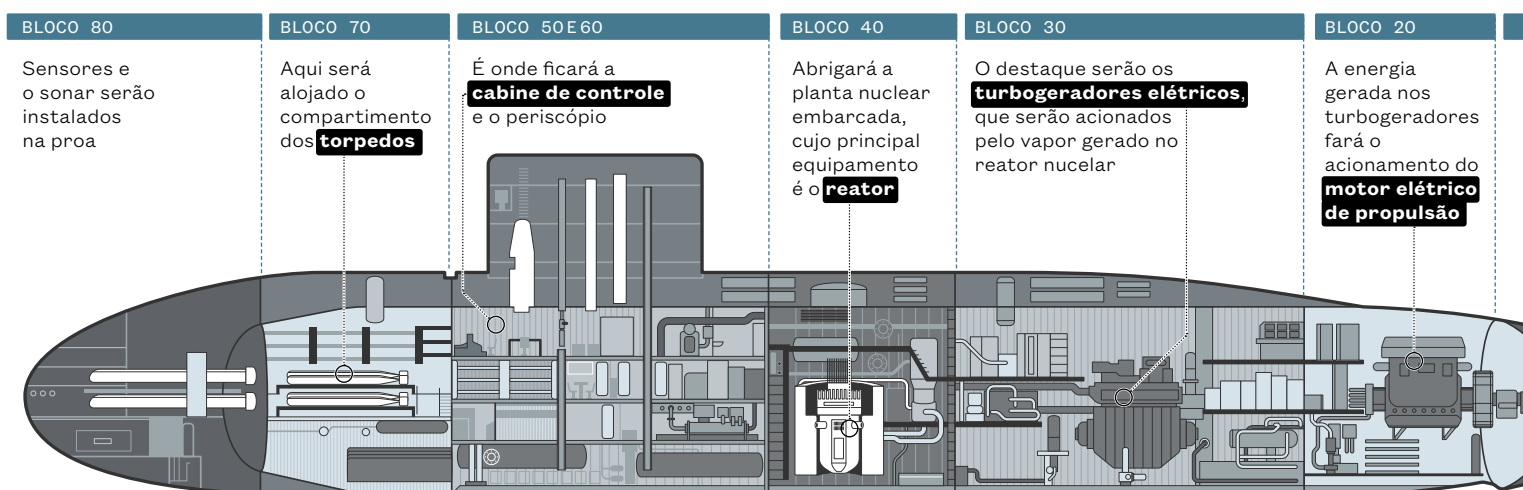 BLOCO 80
Sensores e
o sonar serão
instalados
na proa
BLOCO 70
Aqui será
alojado o
compartimento
dos torpedos
BLOCO 50 E 60
É onde ficará a
cabine de controle
e o periscópio
BLOCO 40
Abrigará a
planta nuclear
embarcada,
cujo principal
equipamento
é o reator
BLOCO 30
O destaque serão os
turbogeradores elétricos,
que serão acionados
pelo vapor gerado no
reator nucelar
BLOCO 20
A energia
gerada nos
turbogeradores
fará o
acionamento do
motor elétrico
de propulsão